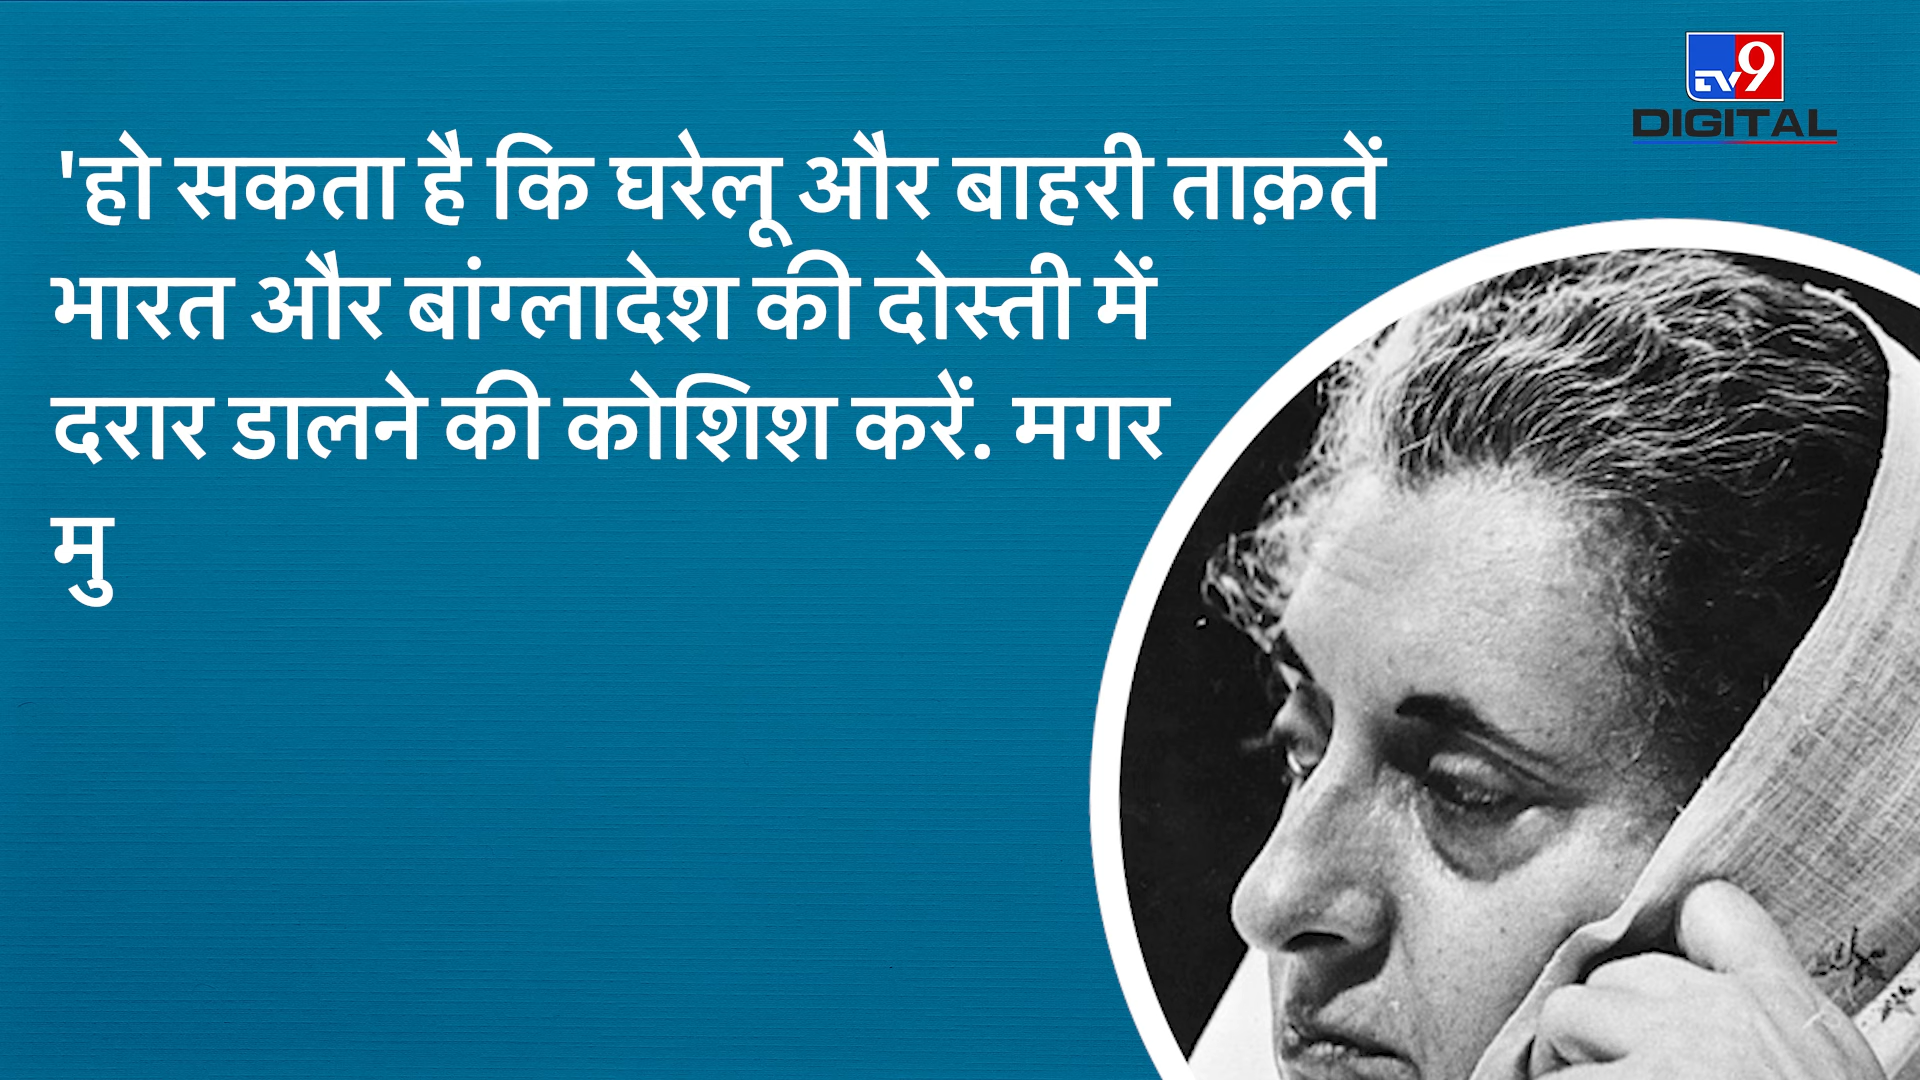 'हो सकता है कि घरेलू और बाहरी ताक़तें
भारत और बांग्लादेश की दोस्ती में
दरार डालने की कोशिश करें. मगर
मु
TV9
DIGITAL